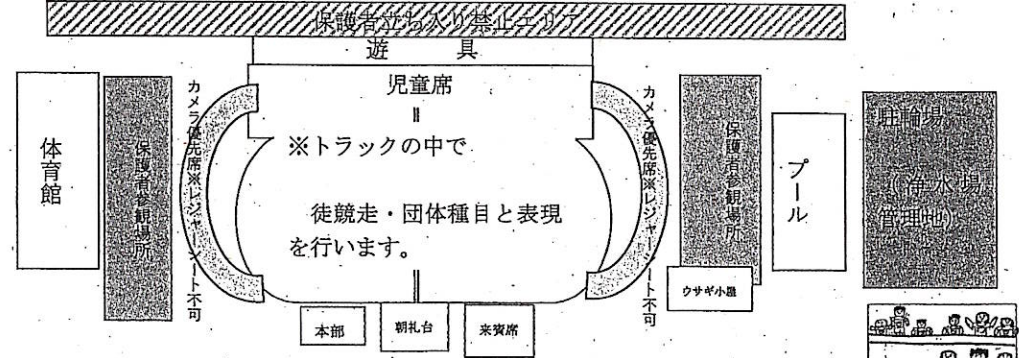 保護者立ち入り禁止エリア
遊 具
児童席
※トラックの中で
徒競走・団体種目と表現
を行います。
体育館
保護者参観場所
カメラ優先席※レジャーシート不可
カメラ優先席※レジャーシート不可
保護者参観場所
プール
駐輪場
(浄水場
管理地)
ウサギ小屋
本部
朝礼台
来賓席